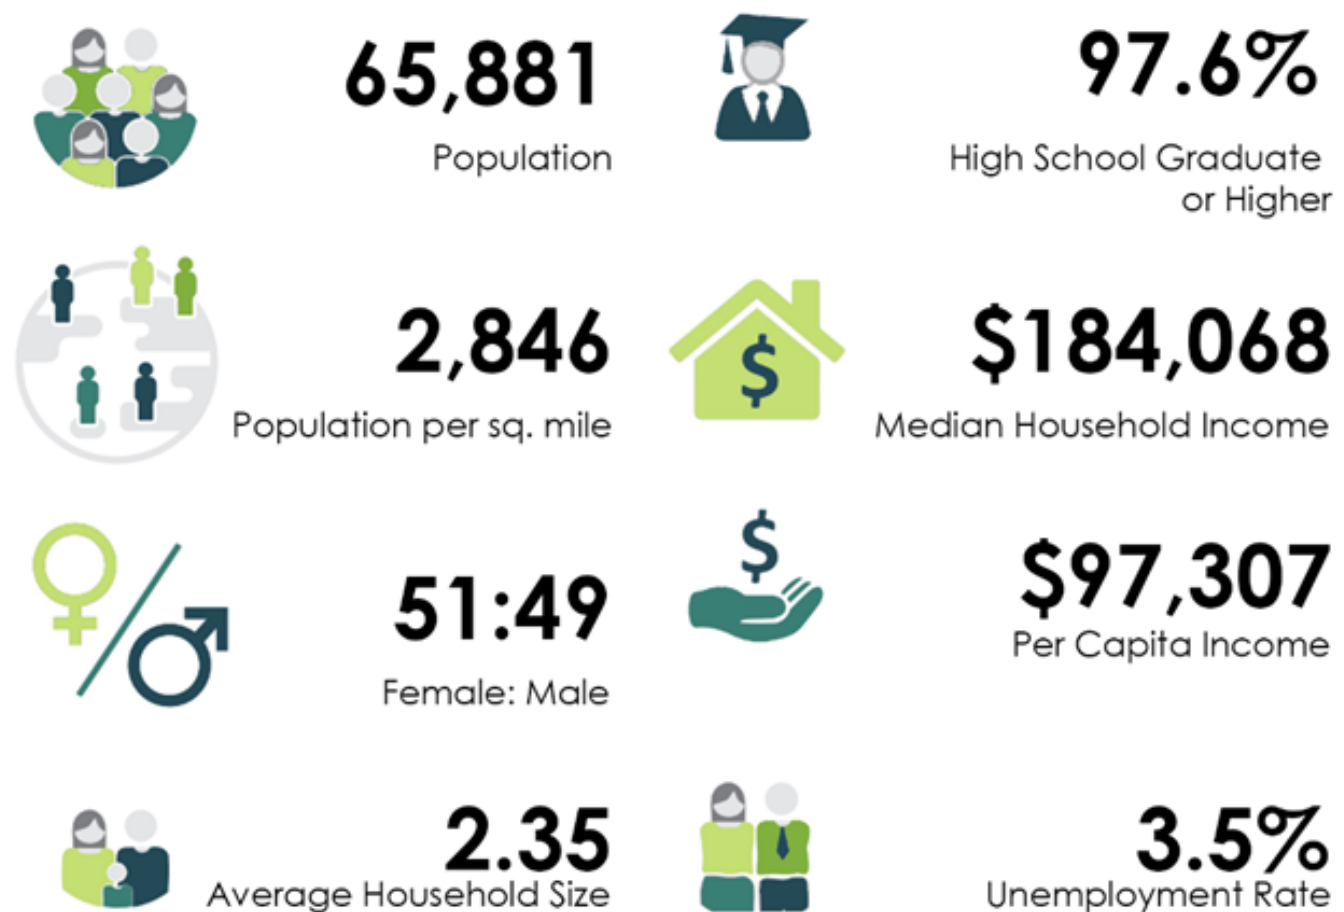 65,881
Population
97.6%
High School Graduate
or Higher
2,846
Population per sq. mile
$
$184,068
Median Household Income
51:49
Female: Male
$
$97,307
Per Capita Income
2.35
Average Household Size
3.5%
Unemployment Rate